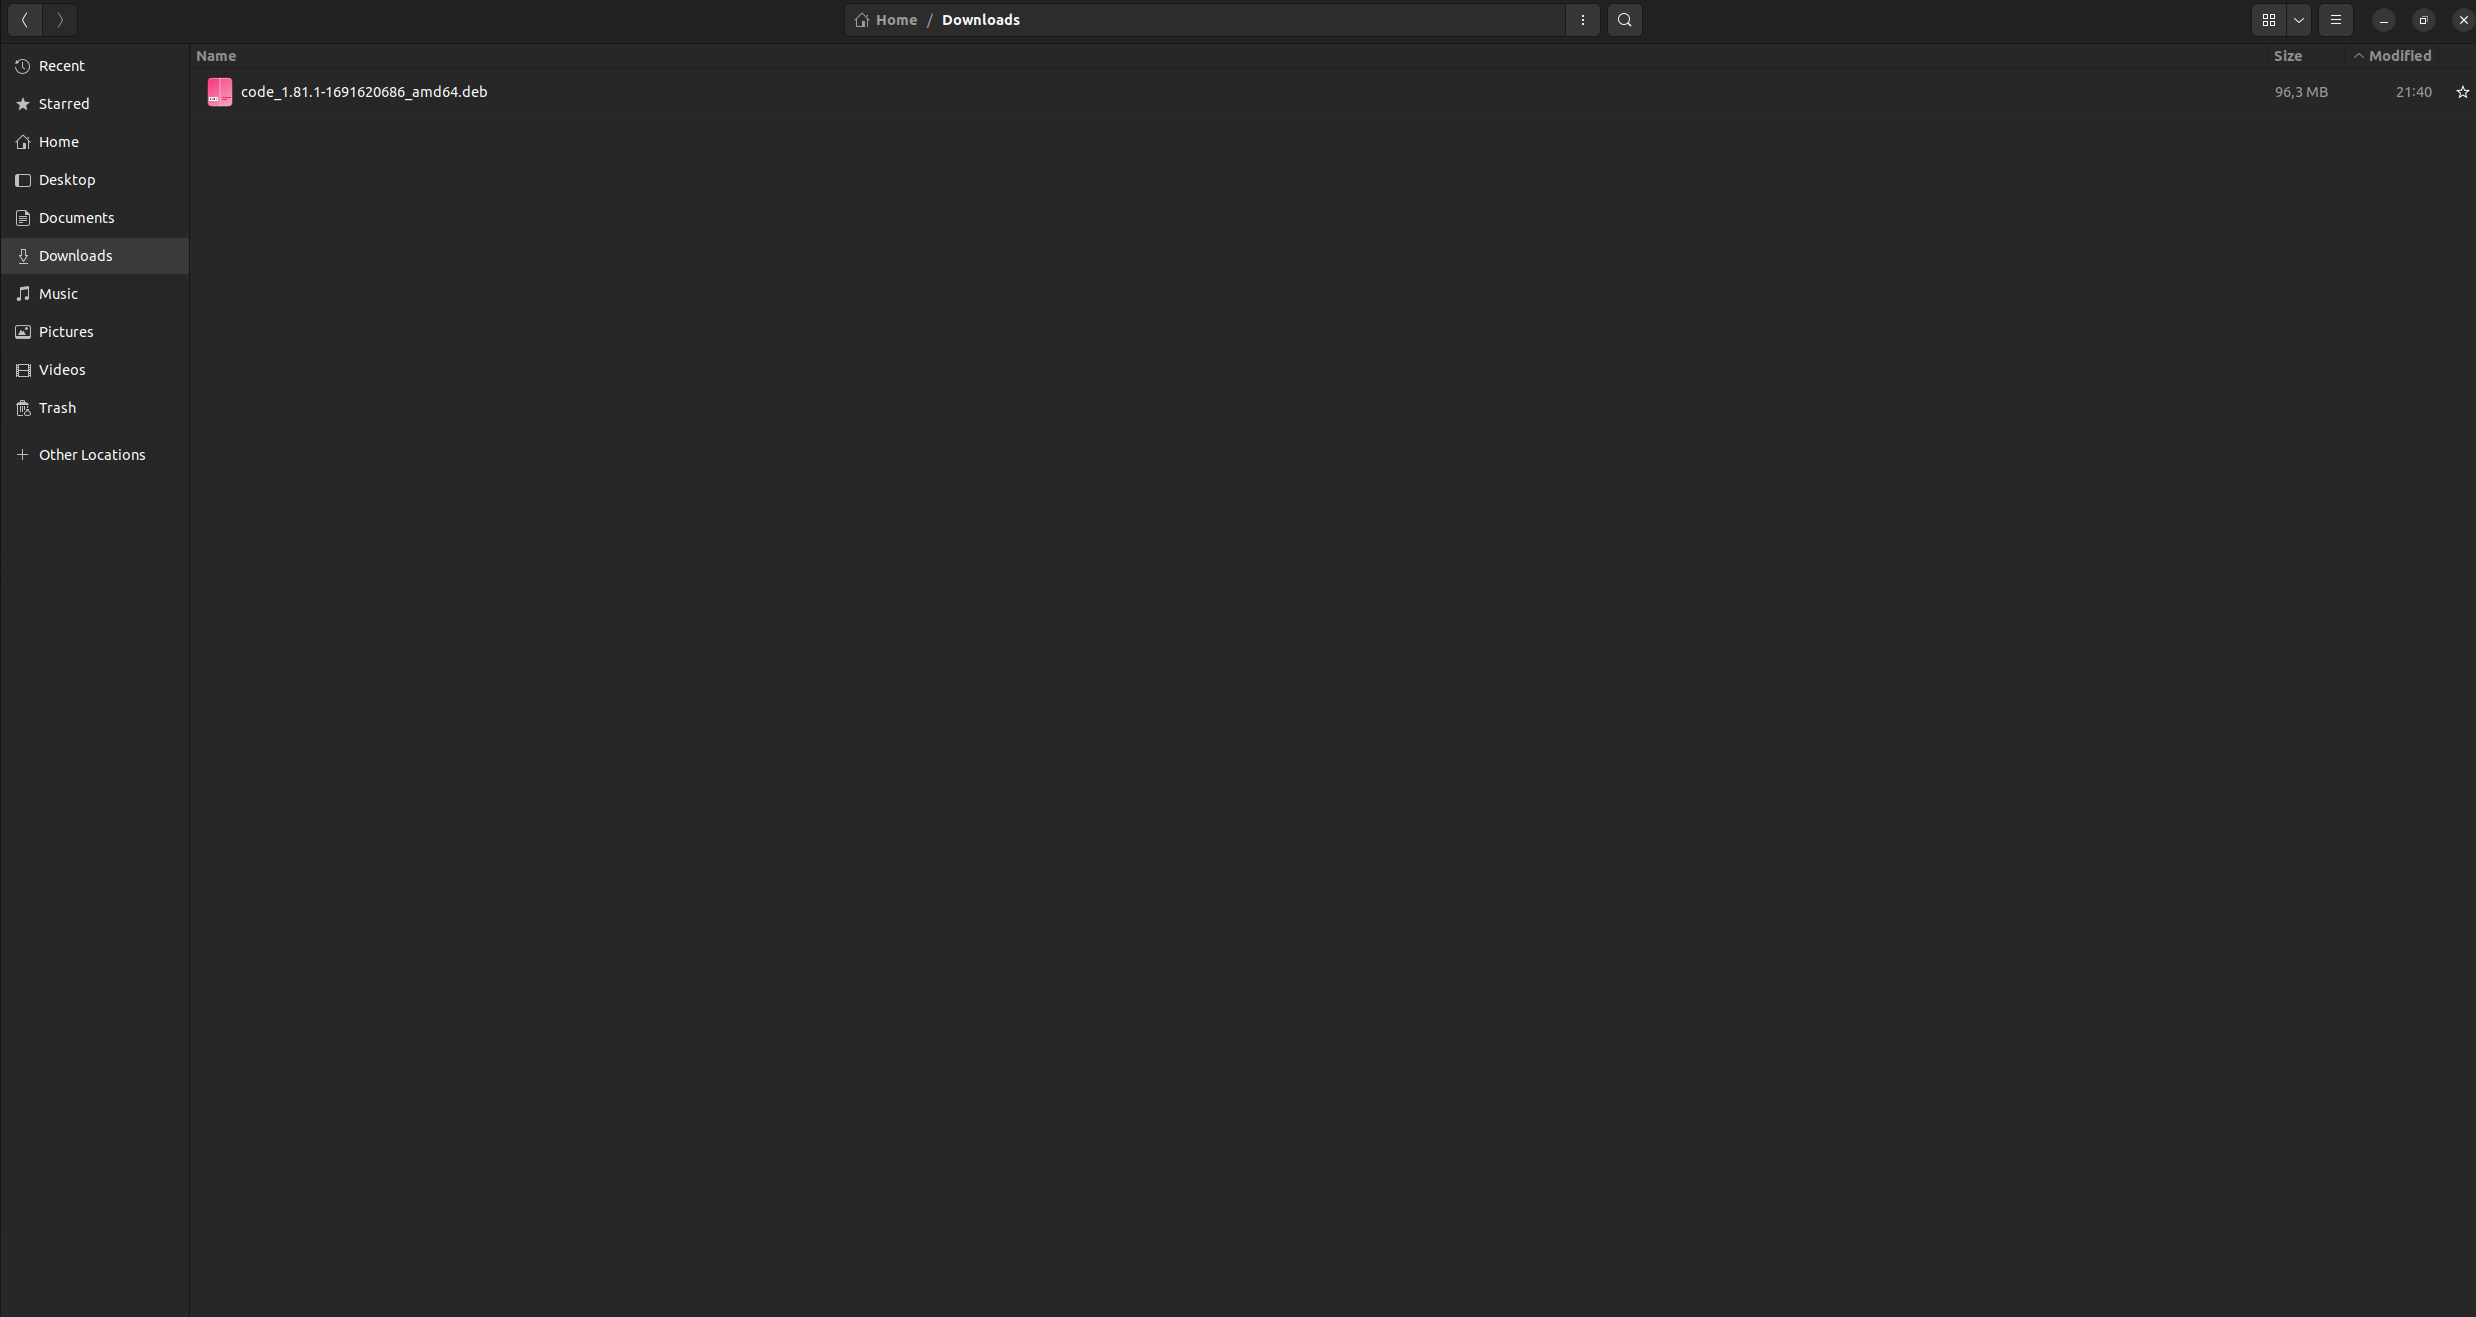 Home / Downloads
Recent
Starred
Home
Desktop
Documents
Downloads
Music
Pictures
Videos
Trash
Other Locations
Name Size Modified
code_1.81.1-1691620686_amd64.deb 96,3 MB 21:40